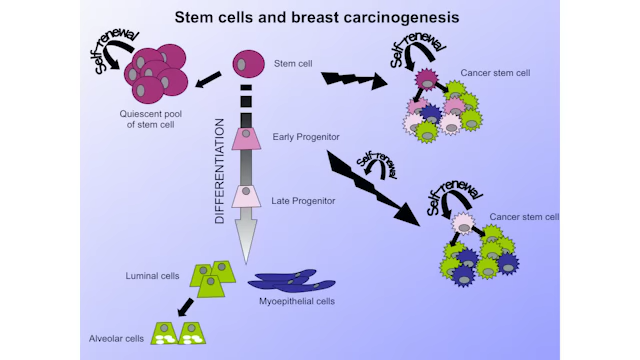 Stem cells and breast carcinogenesis
Self-renewal
Stem cell
Quiescent pool
of stem cell
Self-renewal
Cancer stem cell
DIFFERENTIATION
Early Progenitor
Self-renewal
Late Progenitor
Self-renewal
Cancer stem cell
Luminal cells
Myoepithelial cells
Alveolar cells